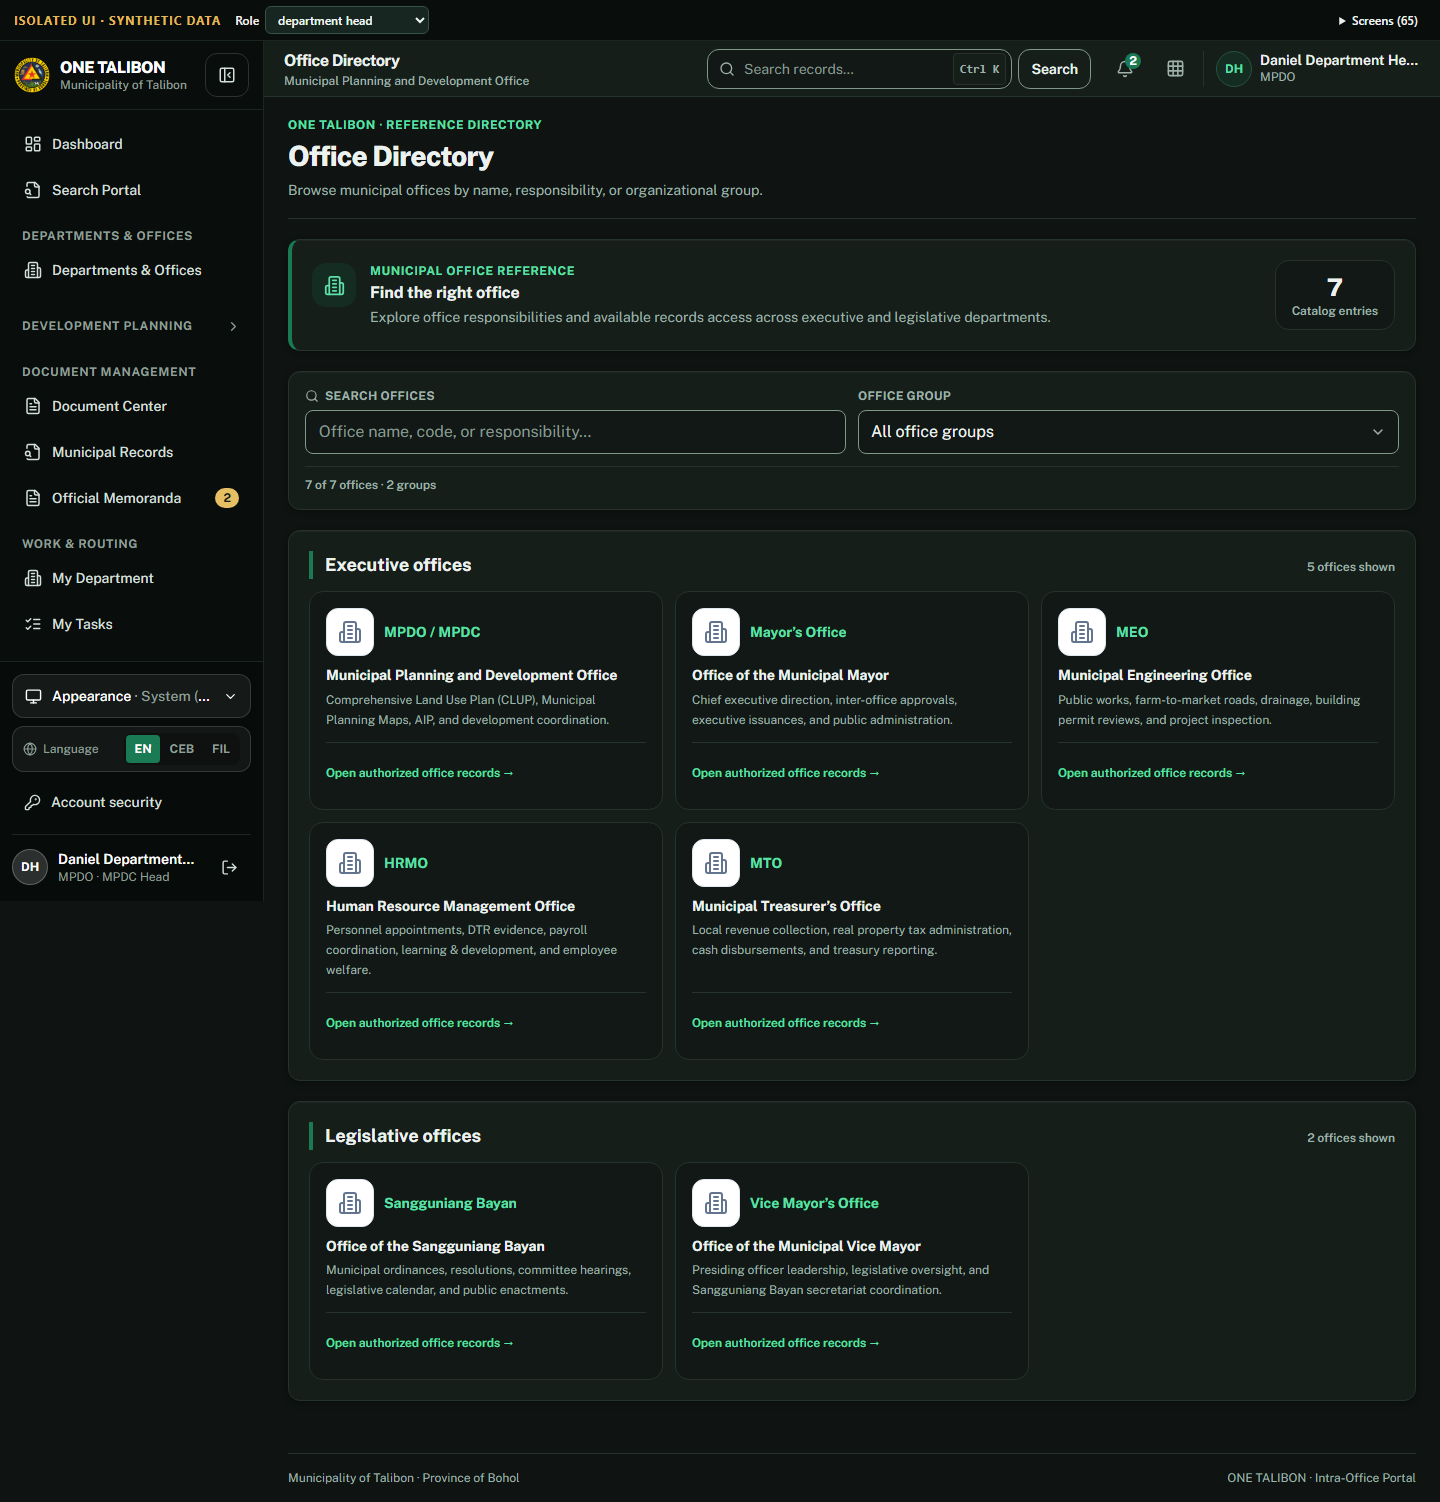 ISOLATED UI · SYNTHETIC DATA
Role
department head
Screens (65)
ONE TALIBON
Municipality of Talibon
Office Directory
Municipal Planning and Development Office
Search records...
Ctrl K
Search
2
DH
Daniel Department He...
MPDO
Dashboard
Search Portal
DEPARTMENTS & OFFICES
Departments & Offices
DEVELOPMENT PLANNING
DOCUMENT MANAGEMENT
Document Center
Municipal Records
Official Memoranda
2
WORK & ROUTING
My Department
My Tasks
Appearance · System (...
Language
EN
CEB
FIL
Account security
DH
Daniel Department...
MPDO · MPDC Head
ONE TALIBON · REFERENCE DIRECTORY
Office Directory
Browse municipal offices by name, responsibility, or organizational group.
MUNICIPAL OFFICE REFERENCE
Find the right office
Explore office responsibilities and available records access across executive and legislative departments.
7
Catalog entries
SEARCH OFFICES
Office name, code, or responsibility...
OFFICE GROUP
All office groups
7 of 7 offices · 2 groups
Executive offices
5 offices shown
MPDO / MPDC
Municipal Planning and Development Office
Comprehensive Land Use Plan (CLUP), Municipal
Planning Maps, AIP, and development coordination.
Open authorized office records →
Mayor's Office
Office of the Municipal Mayor
Chief executive direction, inter-office approvals,
executive issuances, and public administration.
Open authorized office records →
MEO
Municipal Engineering Office
Public works, farm-to-market roads, drainage, building
permit reviews, and project inspection.
Open authorized office records →
HRMO
Human Resource Management Office
Personnel appointments, DTR evidence, payroll
coordination, learning & development, and employee
welfare.
Open authorized office records →
MTO
Municipal Treasurer's Office
Local revenue collection, real property tax administration,
cash disbursements, and treasury reporting.
Open authorized office records →
Legislative offices
2 offices shown
Sangguniang Bayan
Office of the Sangguniang Bayan
Municipal ordinances, resolutions, committee hearings,
legislative calendar, and public enactments.
Open authorized office records →
Vice Mayor's Office
Office of the Municipal Vice Mayor
Presiding officer leadership, legislative oversight, and
Sangguniang Bayan secretariat coordination.
Open authorized office records →
Municipality of Talibon · Province of Bohol
ONE TALIBON · Intra-Office Portal